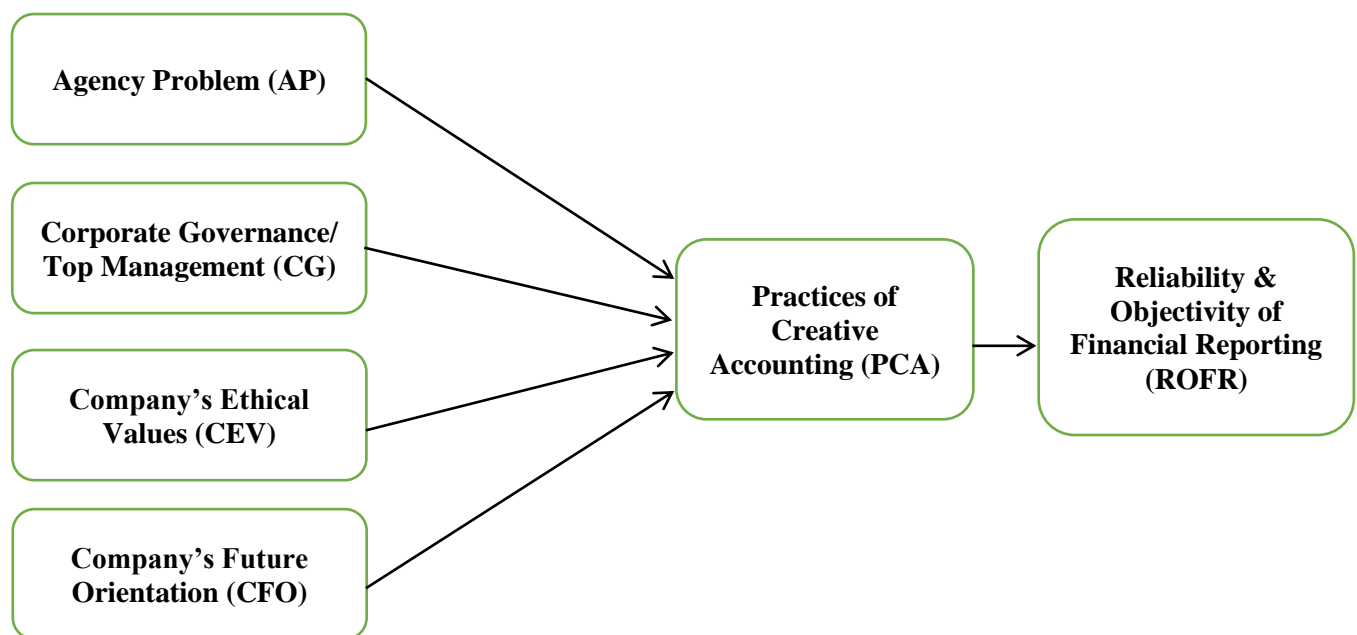 Agency Problem (AP)
Corporate Governance/
Top Management (CG)
Company’s Ethical
Values (CEV)
Company’s Future
Orientation (CFO)
Practices of
Creative
Accounting (PCA)
Reliability &
Objectivity of
Financial Reporting
(ROFR)